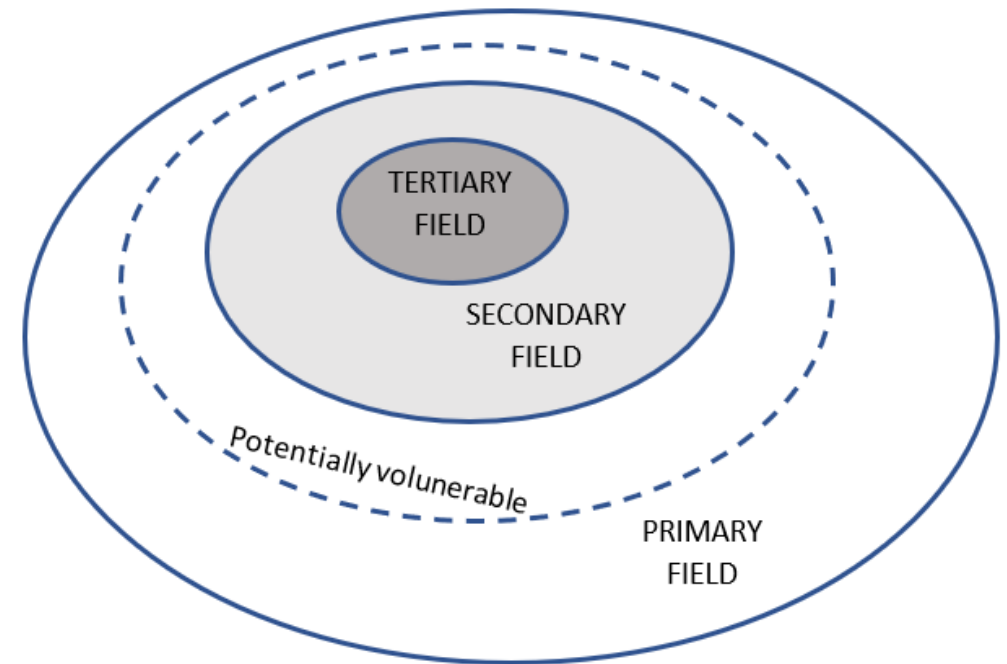 TERTIARY
FIELD
SECONDARY
FIELD
Potentially volunerable
PRIMARY
FIELD